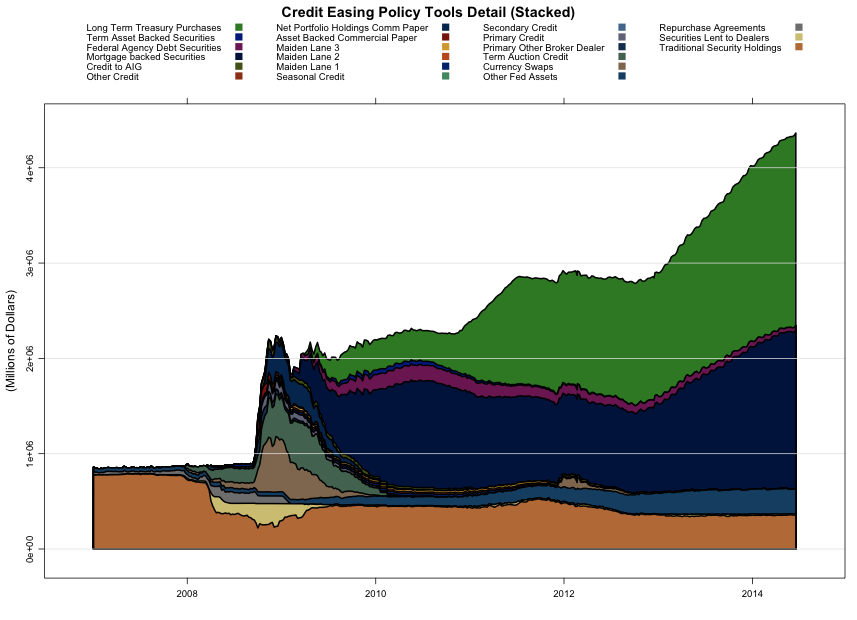 Credit Easing Policy Tools Detail (Stacked)
Long Term Treasury Purchases Net Portfolio Holdings Comm Paper Secondary Credit Repurchase Agreements
Term Asset Backed Securities Asset Backed Commercial Paper Primary Credit Securities Lent to Dealers
Federal Agency Debt Securities Maiden Lane 3 Primary Other Broker Dealer Traditional Security Holdings
Mortgage backed Securities Maiden Lane 2 Term Auction Credit
Credit to AIG Maiden Lane 1 Currency Swaps
Other Credit Seasonal Credit Other Fed Assets
(Millions of Dollars)
4e+06
3e+06
2e+06
1e+06
0e+00
2008 2010 2012 2014